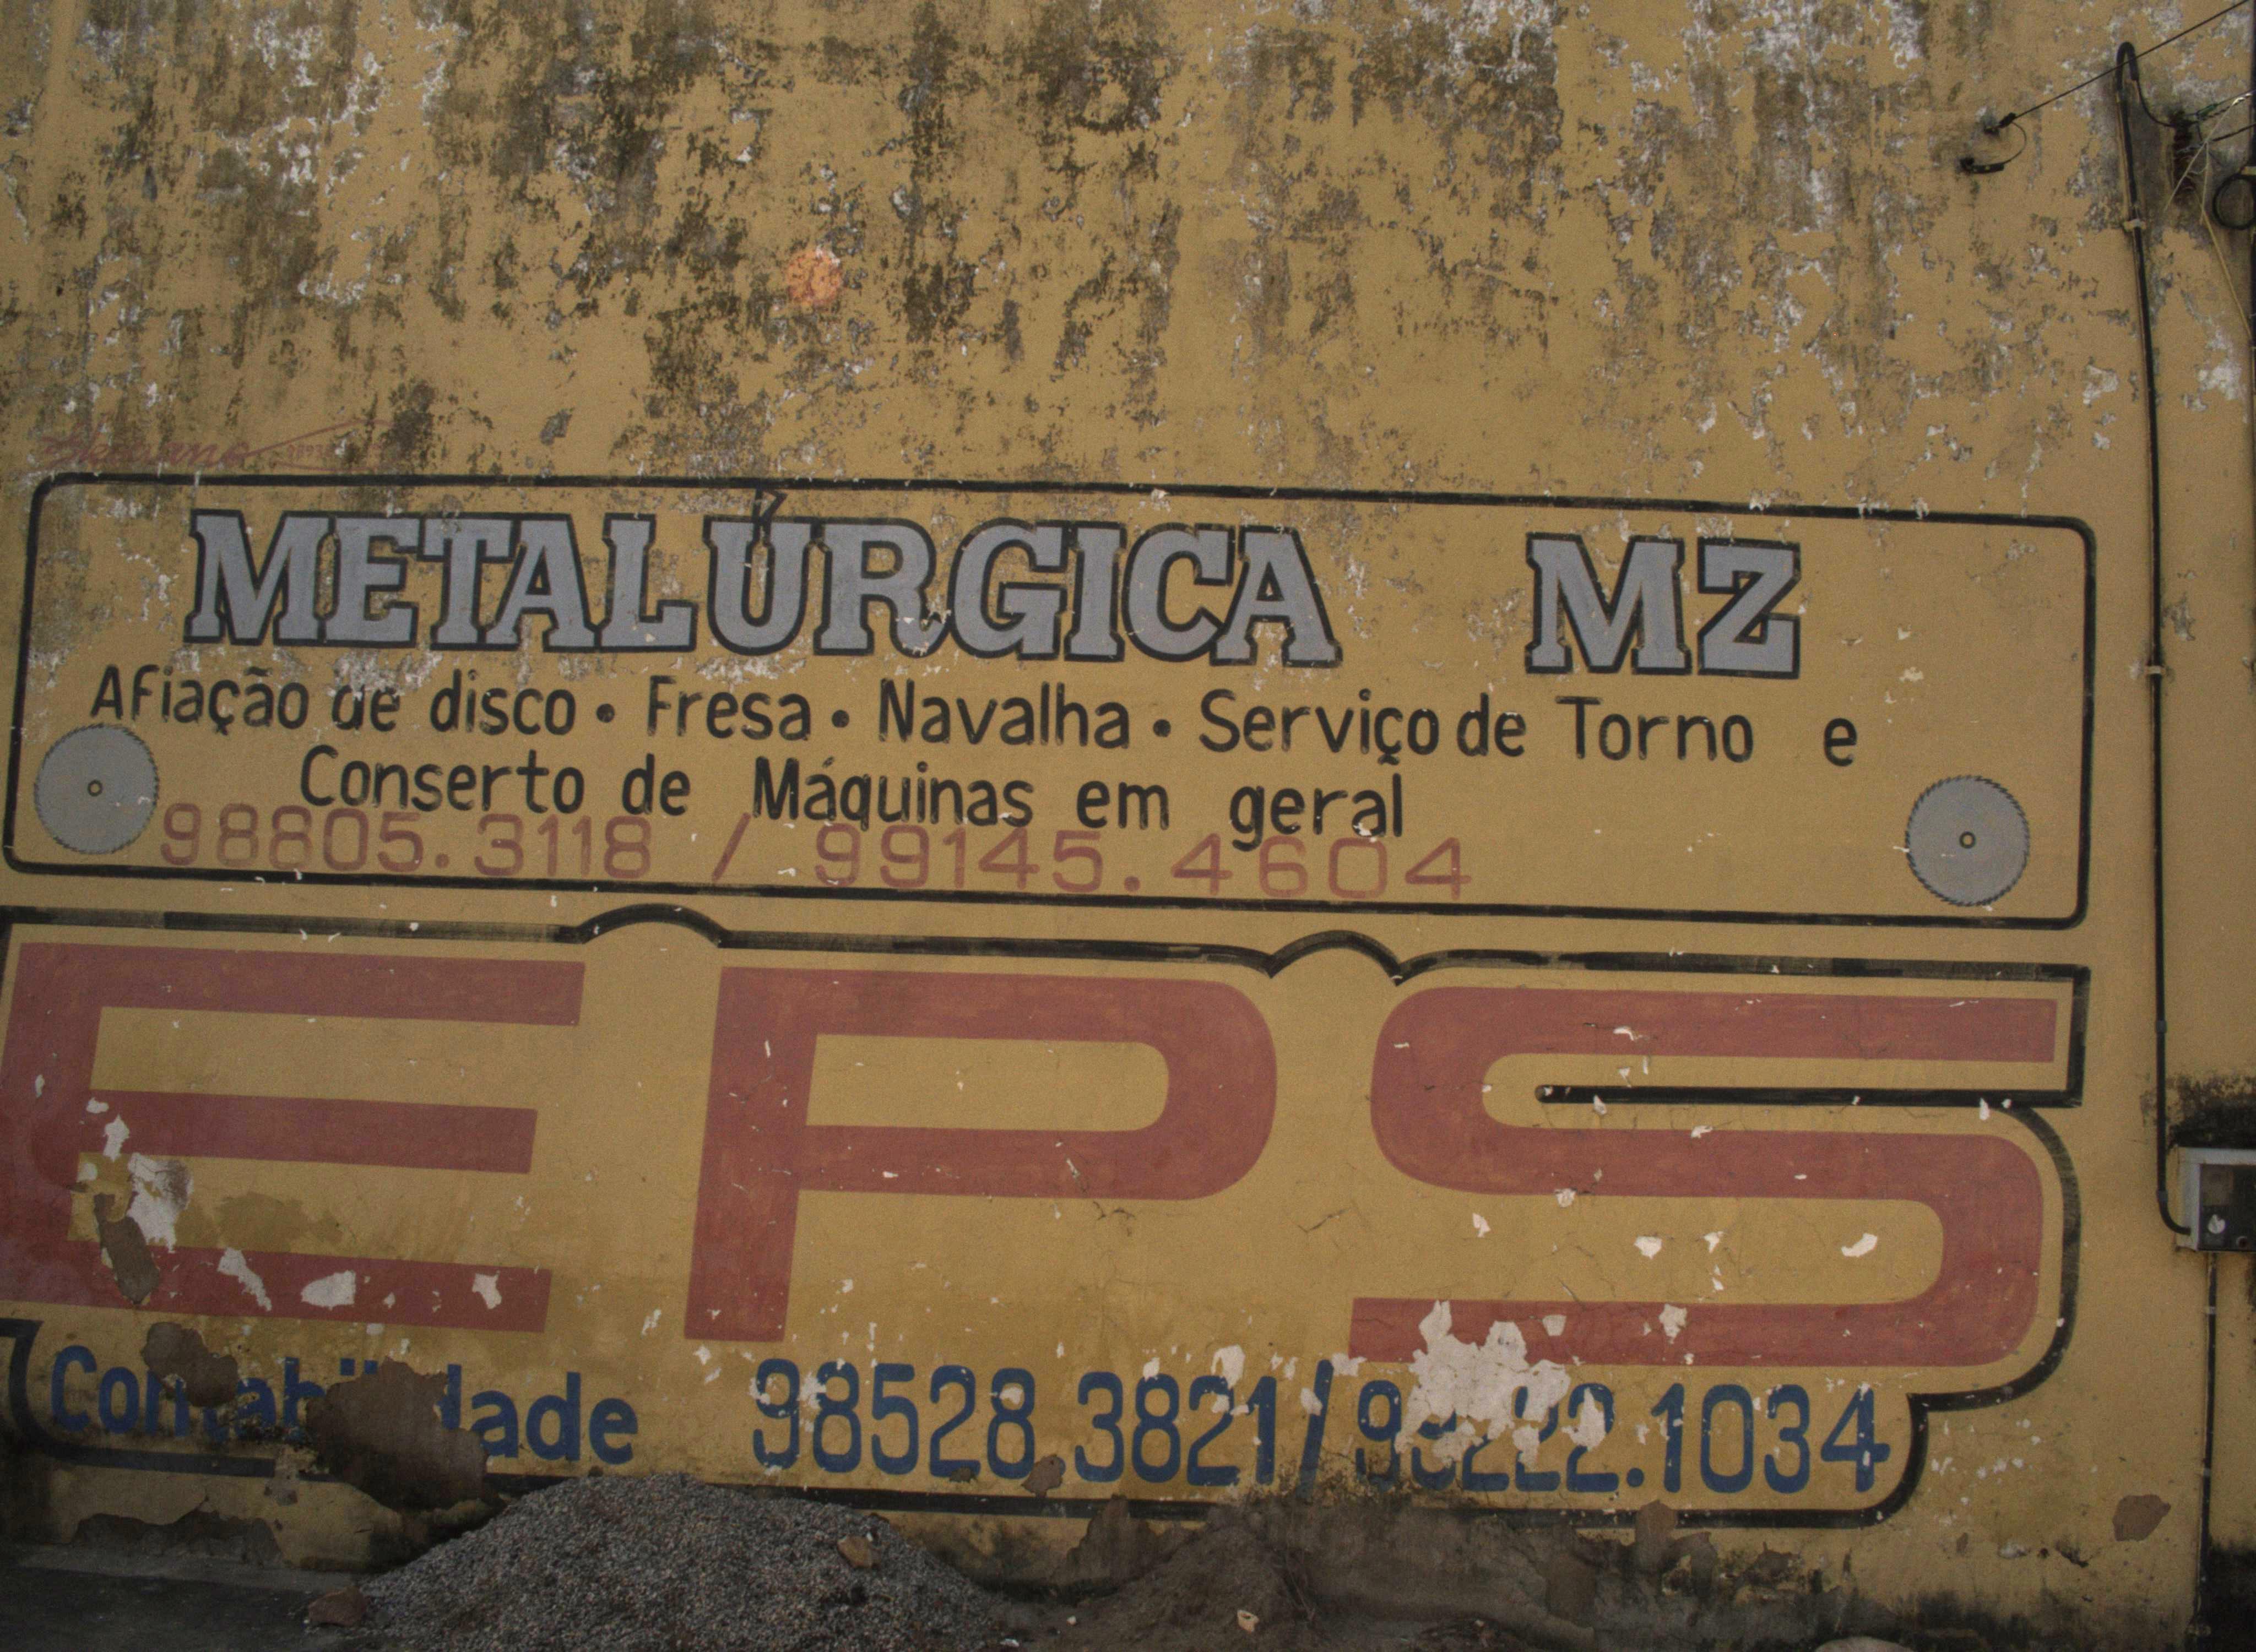 METALÚRGICA MZ
Afiação de disco • Fresa • Navalha • Serviço de Torno e
Conserto de Máquinas em geral
98805.3118 / 99145.4604
EPS
Contabilidade 98528.3821/ .1034